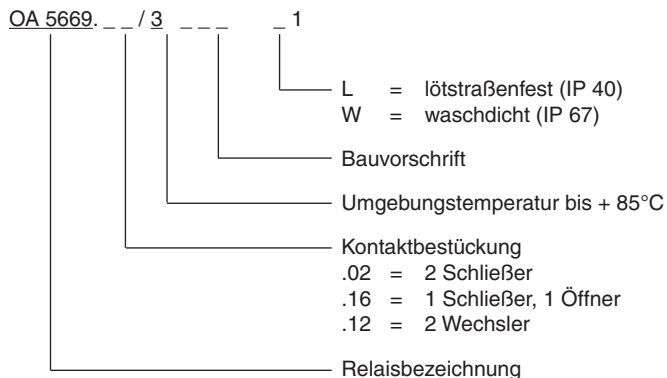 OA 5669. _ _ / 3 _ _ _ _ 1
L = lötstraßenfest (IP 40)
W = waschdicht (IP 67)
Bauvorschrift
Umgebungstemperatur bis + 85°C
Kontaktbestückung
.02 = 2 Schließer
.16 = 1 Schließer, 1 Öffner
.12 = 2 Wechsler
Relaisbezeichnung